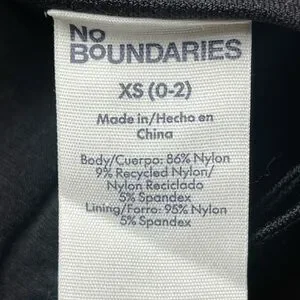 NO
BOUNDARIES
XS (0-2)
Made in/Hecho en
China
Body/Cuerpo: 86% Nylon
9% Recycled Nylon/
Nylon Reciclado
5% Spandex
Lining/Forro: 95% Nylon
5% Spandex